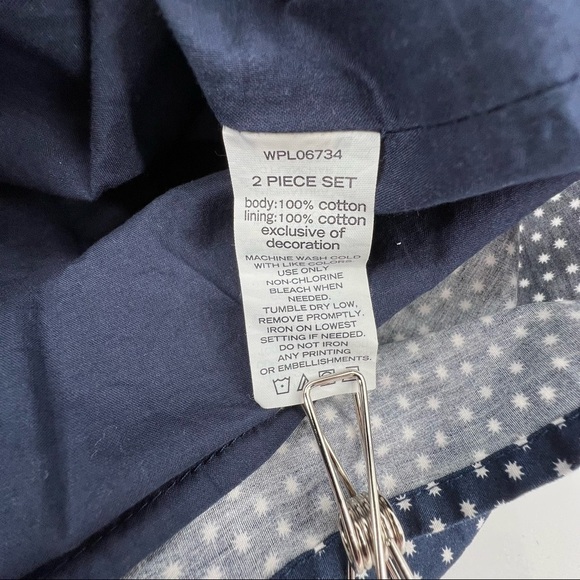 WPL06734
2 PIECE SET
body:100% cotton
lining:100% cotton
exclusive of
decoration
MACHINE WASH COLD
WITH LIKE COLORS.
USE ONLY
NON-CHLORINE
BLEACH WHEN
NEEDED.
TUMBLE DRY LOW,
REMOVE PROMPTLY.
IRON ON LOWEST
SETTING IF NEEDED.
DO NOT IRON
ANY PRINTING
OR EMBELLISHMENTS.